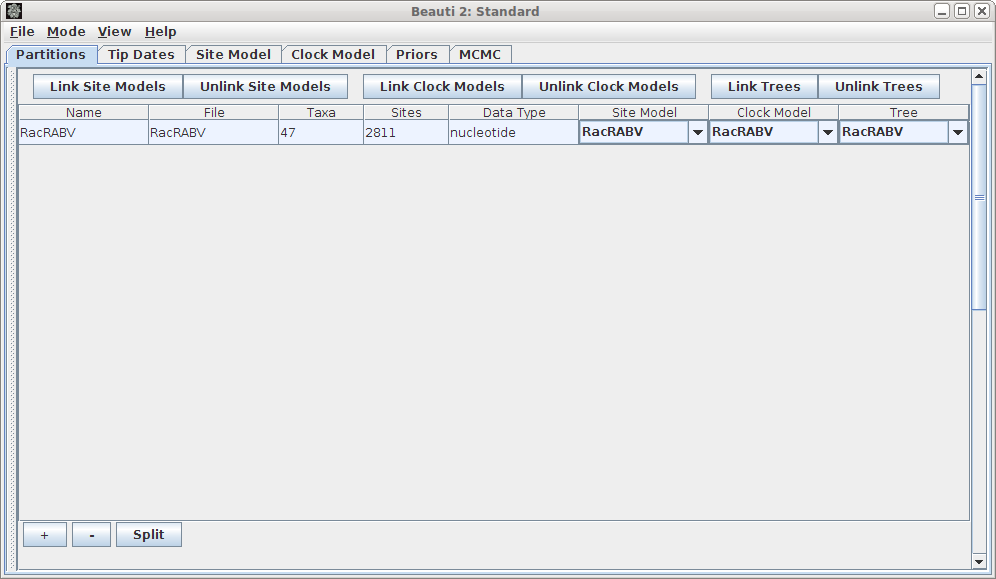 Beauti 2: Standard
File Mode View Help
Partitions Tip Dates Site Model Clock Model Priors MCMC
Link Site Models Unlink Site Models Link Clock Models Unlink Clock Models Link Trees Unlink Trees
Name File Taxa Sites Data Type Site Model Clock Model Tree
RacRABV RacRABV 47 2811 nucleotide RacRABV RacRABV RacRABV
+ - Split